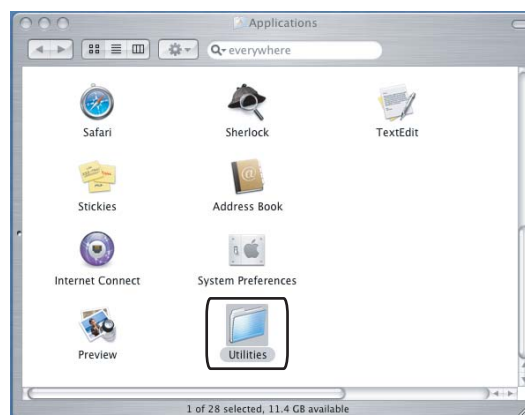 Applications
everywhere
Safari
Sherlock
TextEdit
Stickies
Address Book
Internet Connect
System Preferences
Preview
Utilities
1 of 28 selected, 11.4 GB available